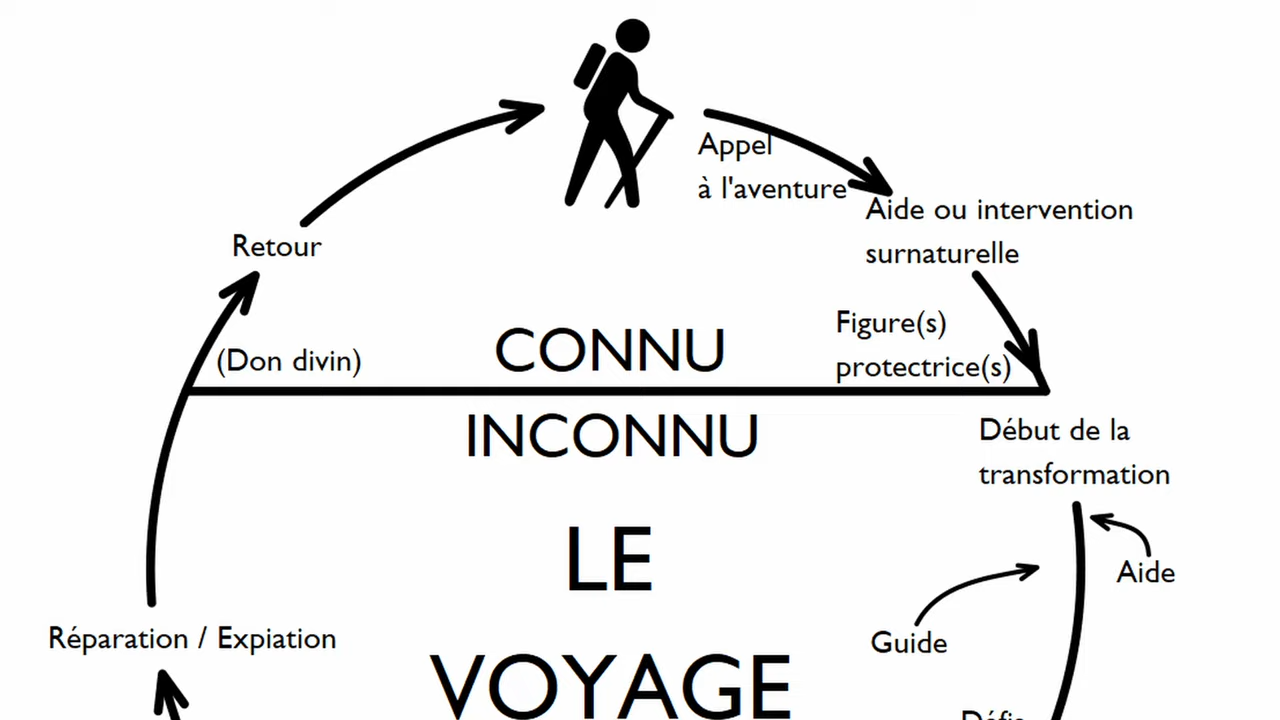 Appel
à l'aventure
Aide ou intervention
surnaturelle
Retour
Figure(s)
protectrice(s)
(Don divin)
CONNU
INCONNU
Début de la
transformation
LE
Aide
Guide
Réparation / Expiation
VOYAGE